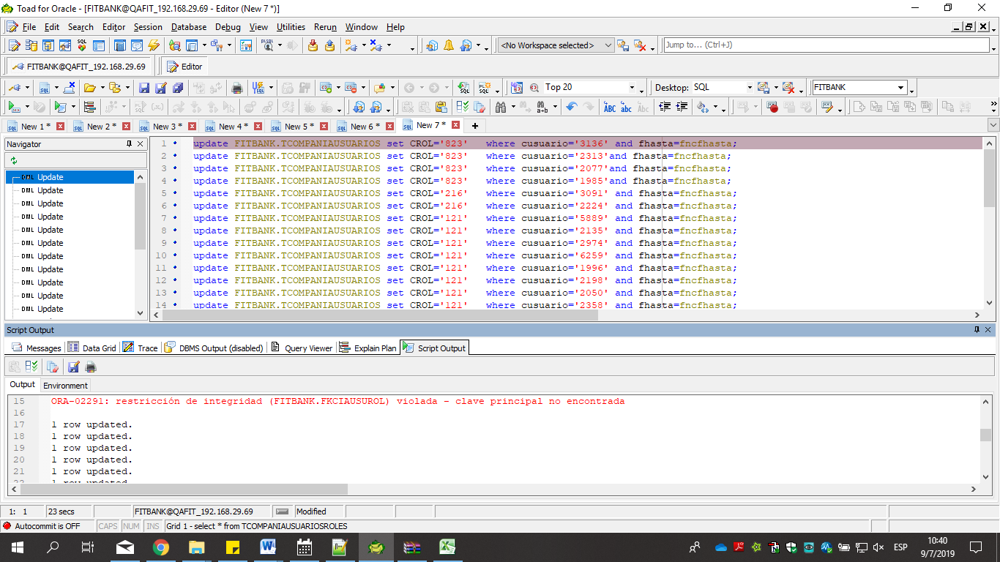 Toad for Oracle - [FITBANK@QAFIT_192.168.29.69 - Editor (New 7 *)]
File Edit Search Editor Session Database Debug View Utilities Rerun Window Help
<No Workspace selected> Jump to... (Ctrl+J)
FITBANK@QAFIT_192.168.29.69 Editor
Top 20 Desktop: SQL FITBANK
New 1 * New 2 * New 3 * New 4 * New 5 * New 6 * New 7 *
Navigator
DML Update
DML Update
DML Update
DML Update
DML Update
DML Update
DML Update
DML Update
DML Update
DML Update
DML Update
1 update FITBANK.TCOMPANIAUSUARIOS set CROL='823' where cusuario='3136' and fhasta=fncfhasta;
2 update FITBANK.TCOMPANIAUSUARIOS set CROL='823' where cusuario='2313'and fhasta=fncfhasta;
3 update FITBANK.TCOMPANIAUSUARIOS set CROL='823' where cusuario='2077'and fhasta=fncfhasta;
4 update FITBANK.TCOMPANIAUSUARIOS set CROL='823' where cusuario='1985'and fhasta=fncfhasta;
5 update FITBANK.TCOMPANIAUSUARIOS set CROL='216' where cusuario='3091' and fhasta=fncfhasta;
6 update FITBANK.TCOMPANIAUSUARIOS set CROL='216' where cusuario='2224' and fhasta=fncfhasta;
7 update FITBANK.TCOMPANIAUSUARIOS set CROL='121' where cusuario='5889' and fhasta=fncfhasta;
8 update FITBANK.TCOMPANIAUSUARIOS set CROL='121' where cusuario='2135' and fhasta=fncfhasta;
9 update FITBANK.TCOMPANIAUSUARIOS set CROL='121' where cusuario='2974' and fhasta=fncfhasta;
10 update FITBANK.TCOMPANIAUSUARIOS set CROL='121' where cusuario='6259' and fhasta=fncfhasta;
11 update FITBANK.TCOMPANIAUSUARIOS set CROL='121' where cusuario='1996' and fhasta=fncfhasta;
12 update FITBANK.TCOMPANIAUSUARIOS set CROL='121' where cusuario='2198' and fhasta=fncfhasta;
13 update FITBANK.TCOMPANIAUSUARIOS set CROL='121' where cusuario='2050' and fhasta=fncfhasta;
14 update FITBANK.TCOMPANIAUSUARIOS set CROL='121' where cusuario='2358' and fhasta=fncfhasta;
Script Output
Messages Data Grid Trace DBMS Output (disabled) Query Viewer Explain Plan Script Output
Output Environment
15 ORA-02291: restricción de integridad (FITBANK.FKCIAUSUROL) violada - clave principal no encontrada
16
17 1 row updated.
18 1 row updated.
19 1 row updated.
20 1 row updated.
21 1 row updated.
22 1 row updated.
1: 1 23 secs FITBANK@QAFIT_192.168.29.69 Modified
Autocommit is OFF CAPS NUM INS Grid 1 - select * from TCOMPANIAUSUARIOSROLES
ESP 10:40
9/7/2019